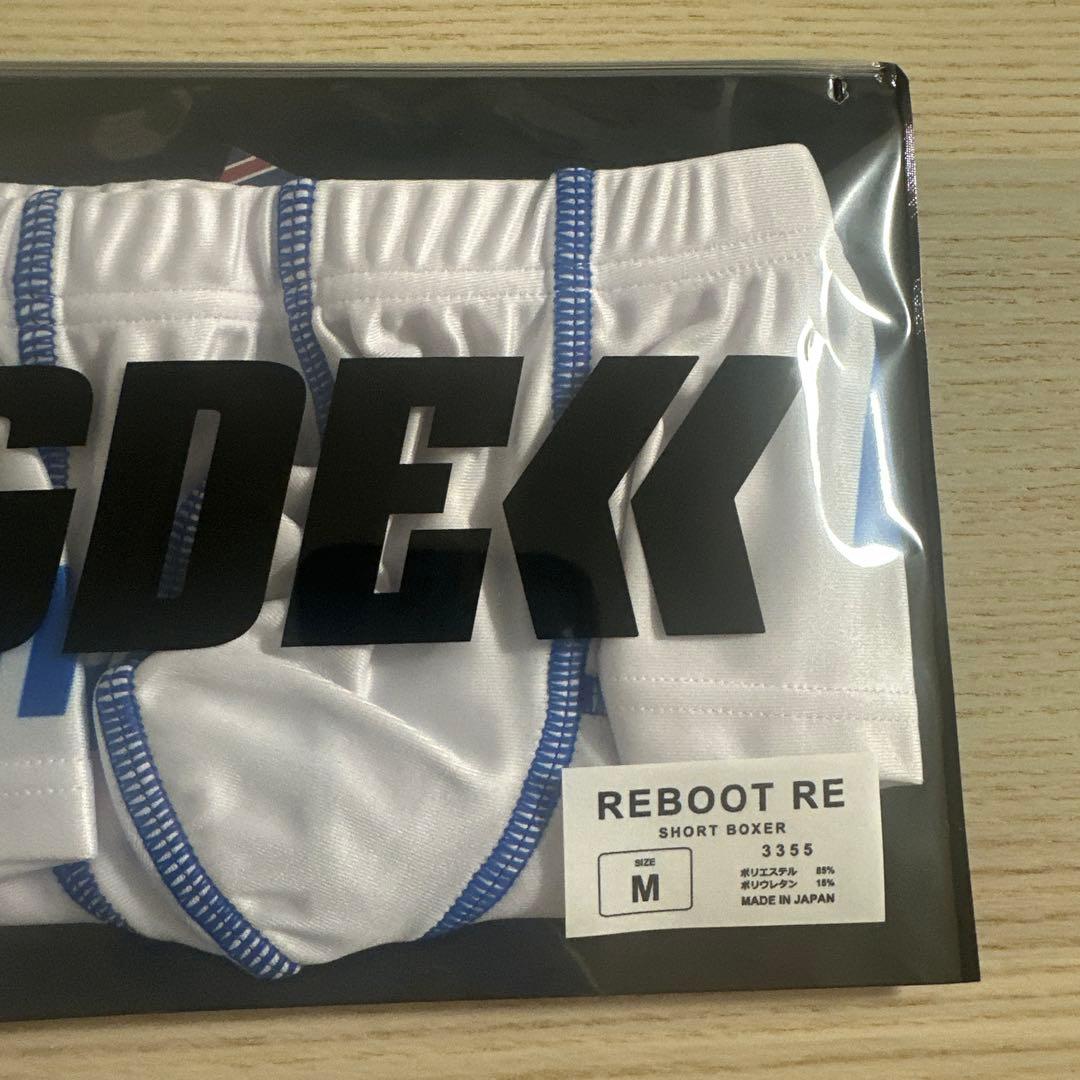 GDE
REBOOT RE
SHORT BOXER
3355
SIZE
M
ポリエステル 85%
ポリウレタン 15%
MADE IN JAPAN